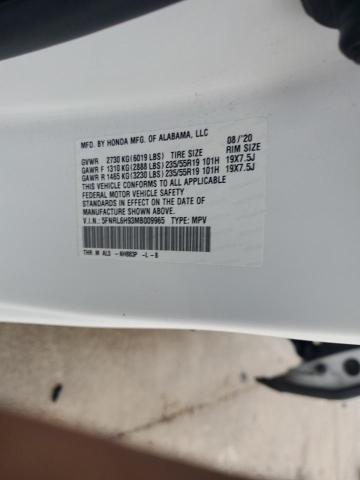 MFD. BY HONDA MFG. OF ALABAMA, LLC 08/'20
GVWR 2730 KG(6019 LBS) TIRE SIZE RIM SIZE
GAWR F 1310 KG(2888 LBS) 235/55R19 101H 19X7.5J
GAWR R 1465 KG(3230 LBS) 235/55R19 101H 19X7.5J
THIS VEHICLE CONFORMS TO ALL APPLICABLE
FEDERAL MOTOR VEHICLE SAFETY
STANDARDS IN EFFECT ON THE DATE OF
MANUFACTURE SHOWN ABOVE.
V.I.N.: 5FNRL6H93MB009965 TYPE: MPV
THR M AL3 -NH883P -L -B